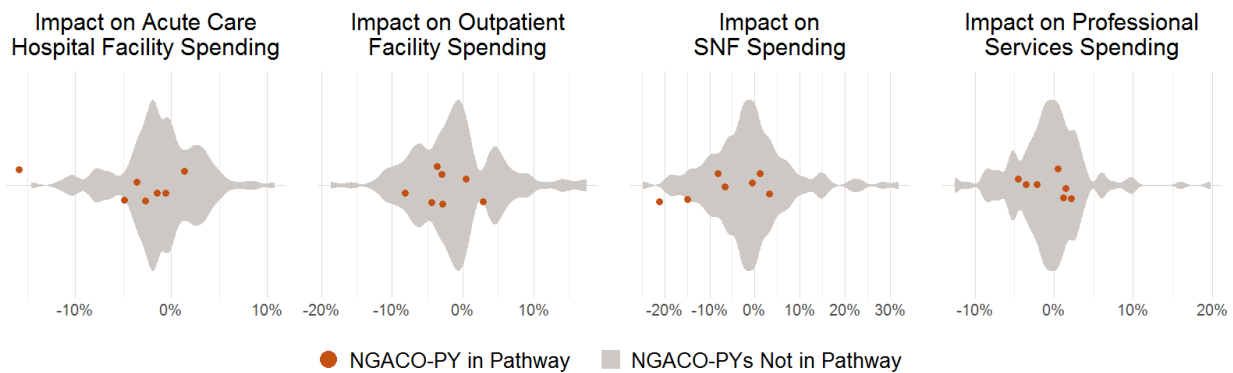 Impact on Acute Care
Hospital Facility Spending
Impact on Outpatient
Facility Spending
Impact on
SNF Spending
Impact on Professional
Services Spending
-10% 0% 10%
-20% -10% 0% 10%
-20% -10% 0% 10% 20% 30%
-10% 0% 10% 20%
NGACO-PY in Pathway
NGACO-PYs Not in Pathway